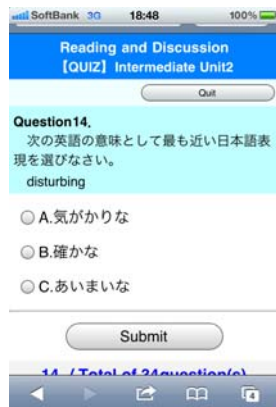 SoftBank 3G 18:48 100%
Reading and Discussion
【QUIZ】Intermediate Unit2
Quit
Question14.
次の英語の意味として最も近い日本語表
現を選びなさい。
disturbing
A.気がかりな
B.確かな
C.あいまいな
Submit
14 / Total of 24question(s)
4